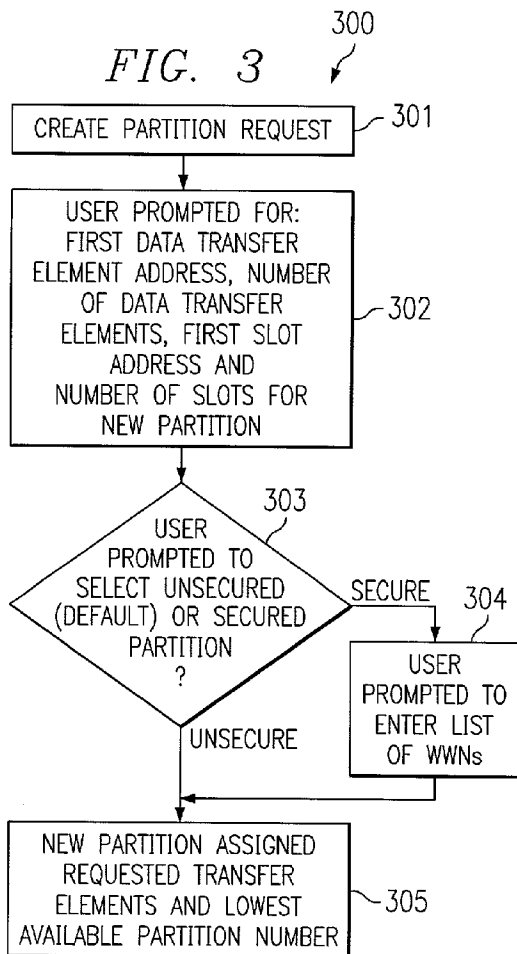 300
FIG. 3
CREATE PARTITION REQUEST
301
USER PROMPTED FOR:
FIRST DATA TRANSFER
ELEMENT ADDRESS, NUMBER
OF DATA TRANSFER
ELEMENTS, FIRST SLOT
ADDRESS AND
NUMBER OF SLOTS FOR
NEW PARTITION
302
303
USER
PROMPTED TO
SELECT UNSECURED
(DEFAULT) OR SECURED
PARTITION
?
SECURE
304
USER
PROMPTED TO
ENTER LIST
OF WWNs
UNSECURE
NEW PARTITION ASSIGNED
REQUESTED TRANSFER
ELEMENTS AND LOWEST
AVAILABLE PARTITION NUMBER
305